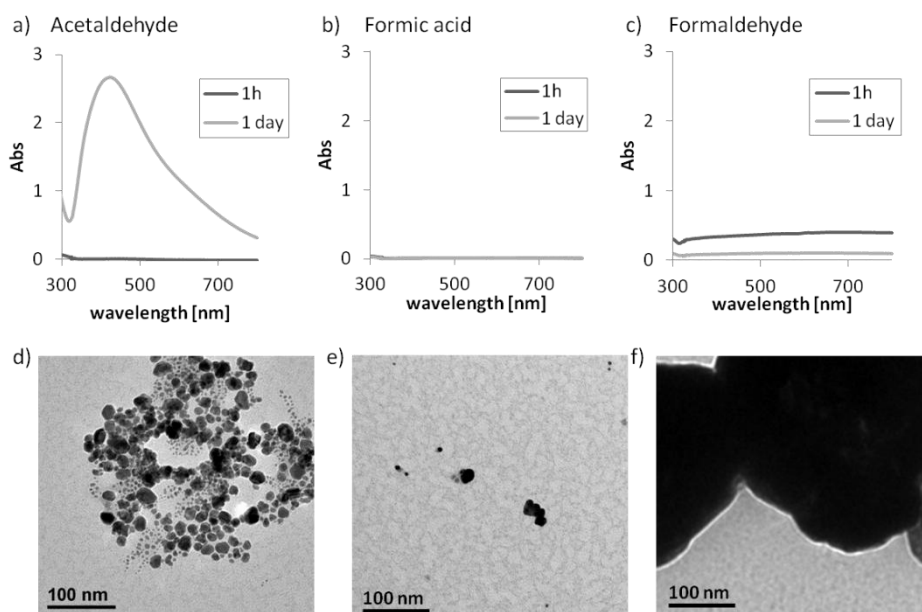 a) Acetaldehyde
3
2
1
0
Abs
1h
1 day
300 500 700
wavelength [nm]
b) Formic acid
3
2
1
0
Abs
1h
1 day
300 500 700
wavelength [nm]
c) Formaldehyde
3
2
1
0
Abs
1h
1 day
300 500 700
wavelength [nm]
d)
100 nm
e)
100 nm
f)
100 nm